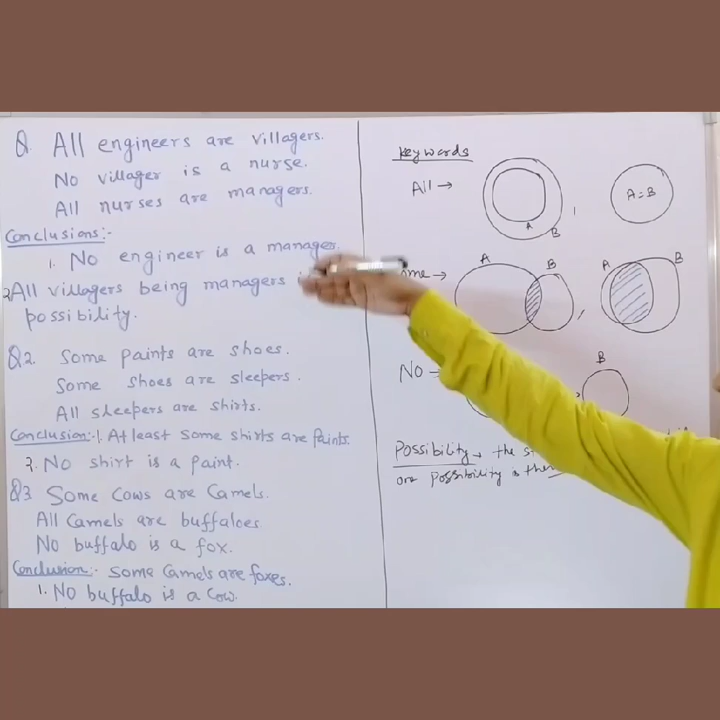 Q. All engineers are villagers.
No villager is a nurse.
All nurses are managers.
Conclusions:-
1. No engineer is a manager.
2. All villagers being managers
possibility.
Q2. Some paints are shoes.
Some shoes are sleepers.
All sleepers are shirts.
Conclusion:-1. At least some shirts are Paints.
2. No shirt is a paint.
Q3 Some Cows are Camels.
All Camels are buffaloes
No buffalo is a fox.
Conclusion:- Some Camels are foxes.
1. No buffalo is a Cow.
Keywords
All →
A
B
A = B
A B
A B
No
B
Possibility → the
one possibility is